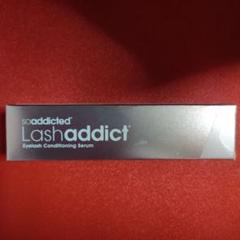 soaddicted®
Lashaddict®
Eyelash Conditioning Serum